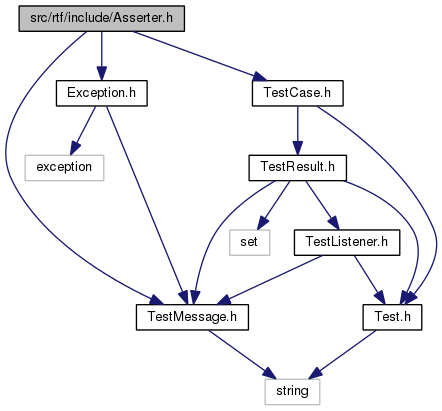 src/rtf/include/Asserter.h
Exception.h
TestCase.h
exception
TestResult.h
set
TestListener.h
TestMessage.h
Test.h
string